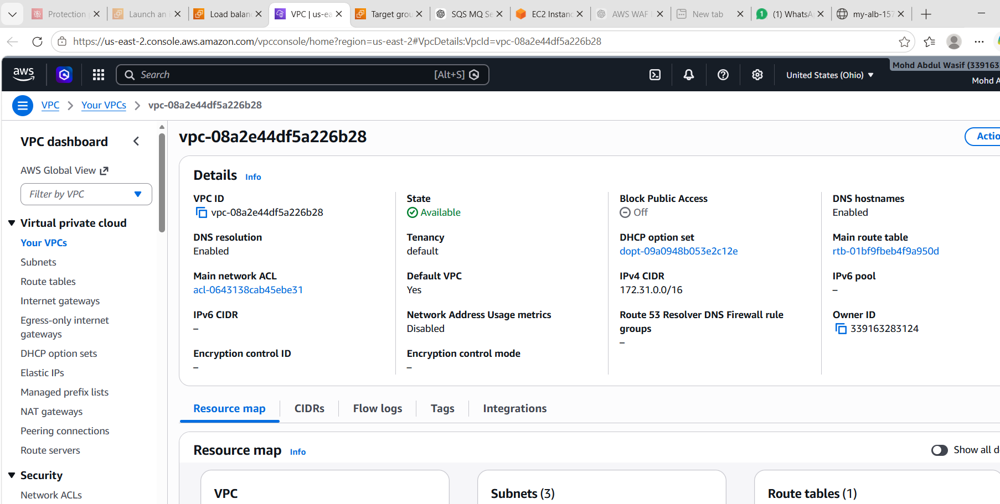 Protection
Launch an i
Load balanc
VPC | us-ea
Target grou
SQS MQ Se
EC2 Instanc
AWS WAF
New tab
(1) WhatsA
my-alb-157
https://us-east-2.console.aws.amazon.com/vpcconsole/home?region=us-east-2#VpcDetails:VpcId=vpc-08a2e44df5a226b28
aws
Search
[Alt+S]
United States (Ohio)
Mohd Abdul Wasif (339163
Mohd A
VPC
Your VPCs
vpc-08a2e44df5a226b28
VPC dashboard
AWS Global View
Filter by VPC
Virtual private cloud
Your VPCs
Subnets
Route tables
Internet gateways
Egress-only internet
gateways
DHCP option sets
Elastic IPs
Managed prefix lists
NAT gateways
Peering connections
Route servers
Security
Network ACLs
vpc-08a2e44df5a226b28
Actio
Details Info
VPC ID
vpc-08a2e44df5a226b28
State
Available
Block Public Access
Off
DNS hostnames
Enabled
DNS resolution
Enabled
Tenancy
default
DHCP option set
dopt-09a0948b053e2c12e
Main route table
rtb-01bf9fbeb4f9a950d
Main network ACL
acl-0643138cab45ebe31
Default VPC
Yes
IPv4 CIDR
172.31.0.0/16
IPv6 pool
–
IPv6 CIDR
–
Network Address Usage metrics
Disabled
Route 53 Resolver DNS Firewall rule
groups
–
Owner ID
339163283124
Encryption control ID
–
Encryption control mode
–
Resource map
CIDRs
Flow logs
Tags
Integrations
Resource map Info
Show all d
VPC
Subnets (3)
Route tables (1)